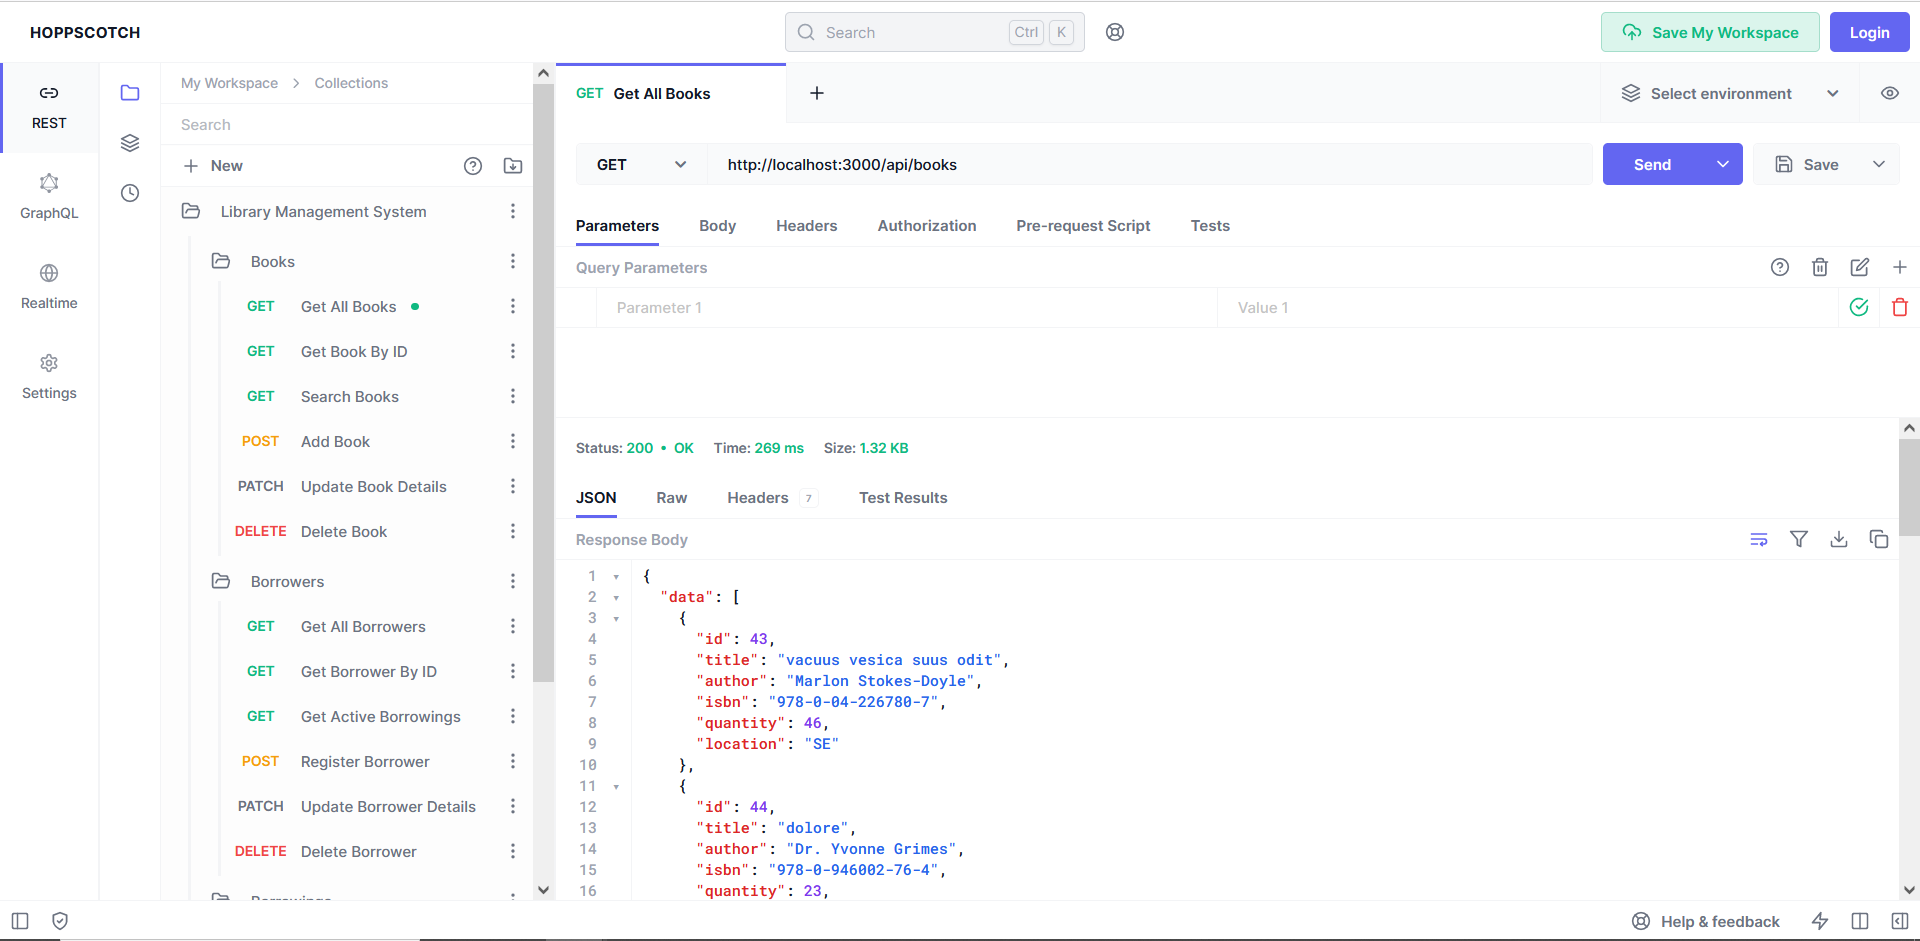 HOPPSCOTCH
Search
Ctrl
K
Save My Workspace
Login
REST
GraphQL
Realtime
Settings
My Workspace
Collections
Search
New
Library Management System
Books
GET Get All Books
GET Get Book By ID
GET Search Books
POST Add Book
PATCH Update Book Details
DELETE Delete Book
Borrowers
GET Get All Borrowers
GET Get Borrower By ID
GET Get Active Borrowings
POST Register Borrower
PATCH Update Borrower Details
DELETE Delete Borrower
Borrowings
GET Get All Books
Select environment
GET
http://localhost:3000/api/books
Send
Save
Parameters
Body
Headers
Authorization
Pre-request Script
Tests
Query Parameters
Parameter 1
Value 1
Status: 200 • OK Time: 269 ms Size: 1.32 KB
JSON
Raw
Headers 7
Test Results
Response Body
1 {
2 "data": [
3 {
4 "id": 43,
5 "title": "vacuus vesica suus odit",
6 "author": "Marlon Stokes-Doyle",
7 "isbn": "978-0-04-226780-7",
8 "quantity": 46,
9 "location": "SE"
10 },
11 {
12 "id": 44,
13 "title": "dolore",
14 "author": "Dr. Yvonne Grimes",
15 "isbn": "978-0-946002-76-4",
16 "quantity": 23,
Help & feedback